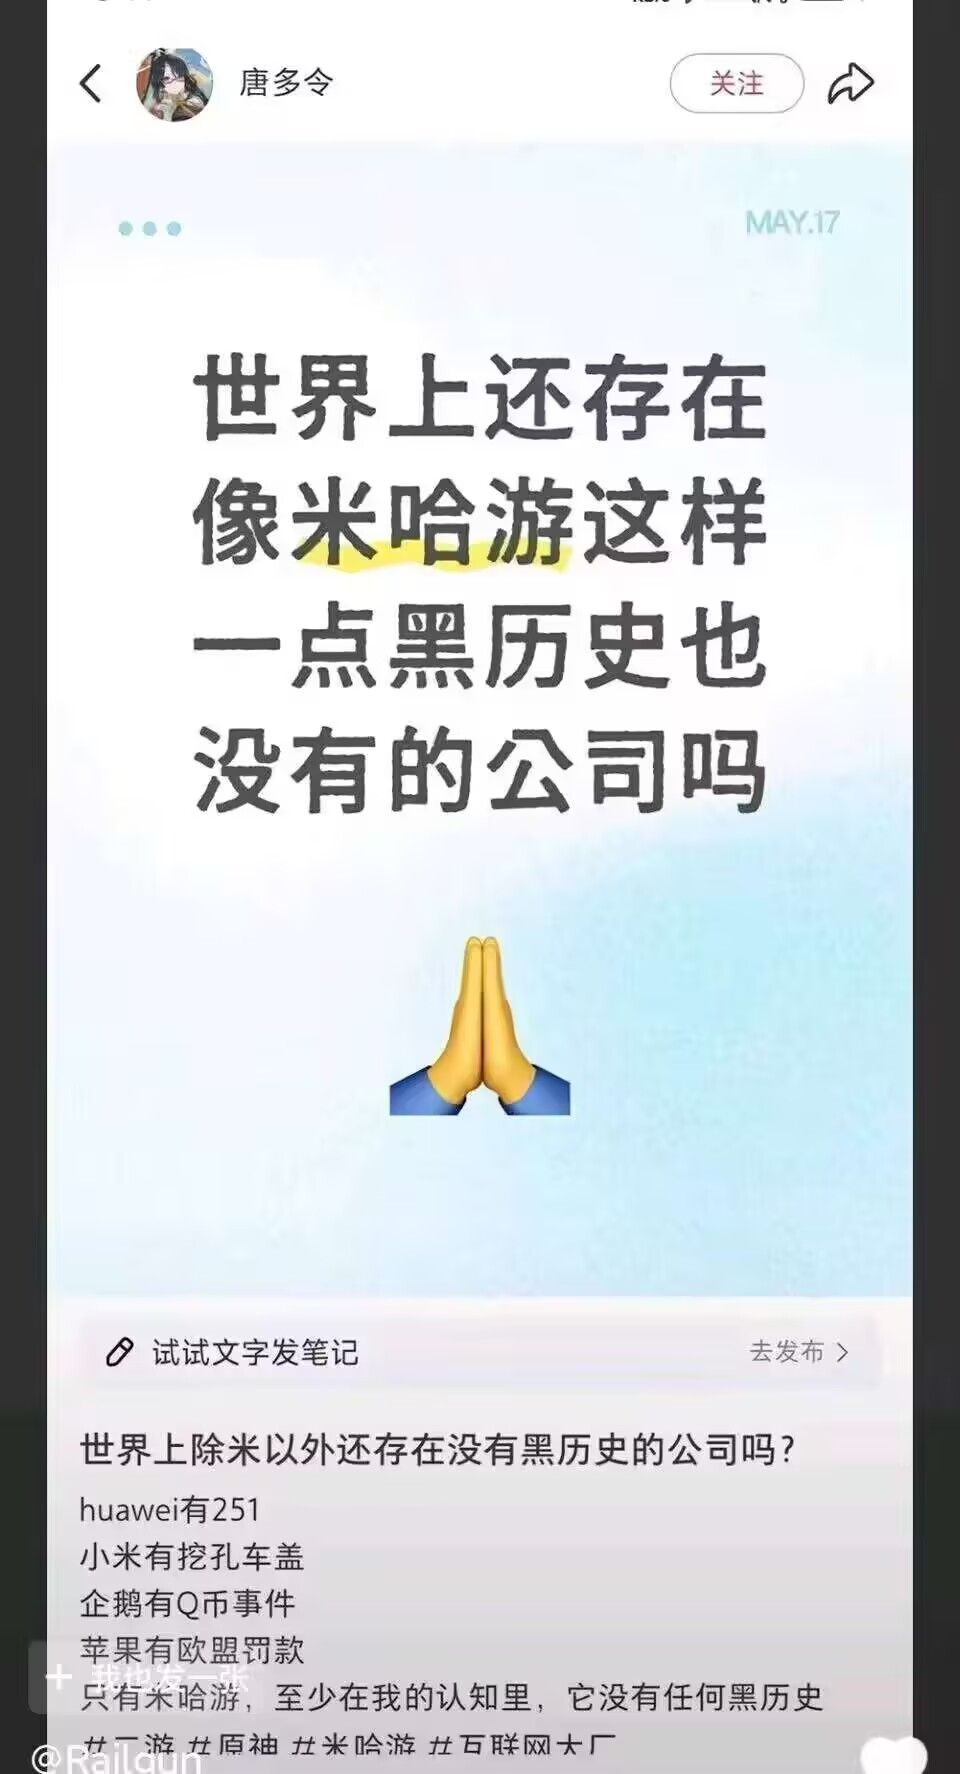 唐多令
关注
MAY.17
世界上还存在
像米哈游这样
一点黑历史也
没有的公司吗
试试文字发笔记
去发布
世界上除米以外还存在没有黑历史的公司吗？
huawei有251
小米有挖孔车盖
企鹅有Q币事件
苹果有欧盟罚款
我也发一张
只有米哈游，至少在我的认知里，它没有任何黑历史
#二游 #原神 #米哈游 #互联网大厂
@Railgun